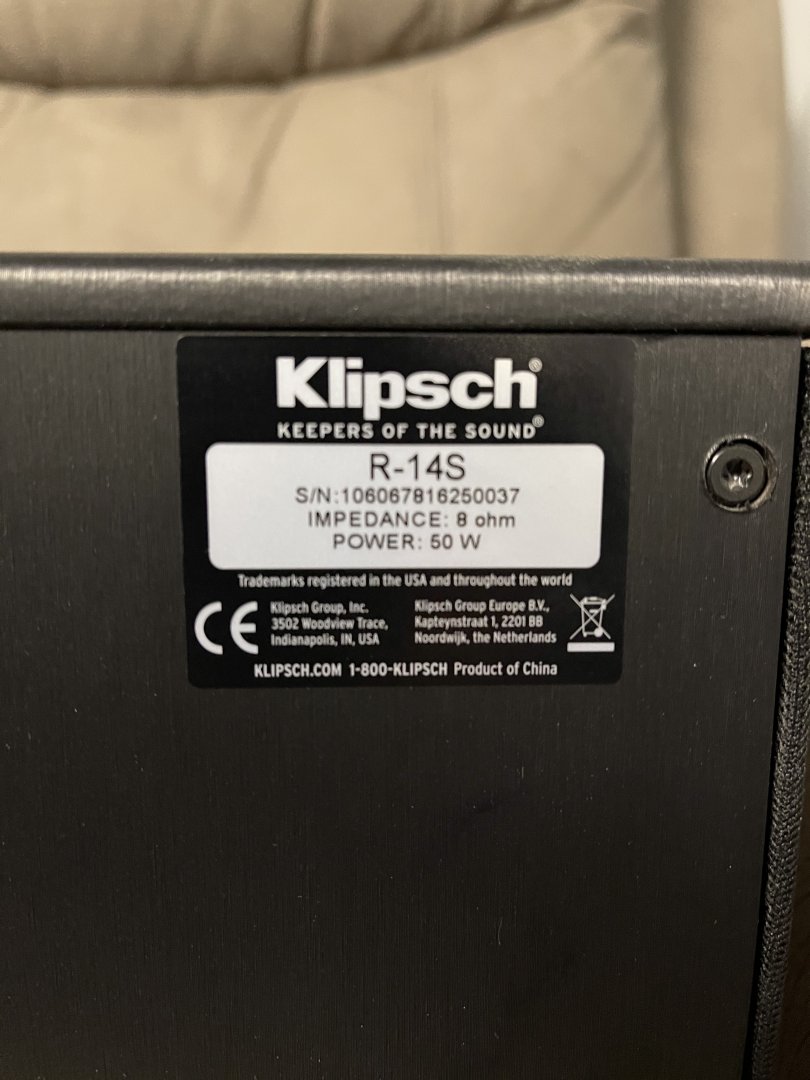 Klipsch®
KEEPERS OF THE SOUND®
R-14S
S/N:106067816250037
IMPEDANCE: 8 ohm
POWER: 50 W
Trademarks registered in the USA and throughout the world
CE
Klipsch Group, Inc.
3502 Woodview Trace,
Indianapolis, IN, USA
Klipsch Group Europe B.V.,
Kapteynstraat 1, 2201 BB
Noordwijk, the Netherlands
KLIPSCH.COM 1-800-KLIPSCH Product of China